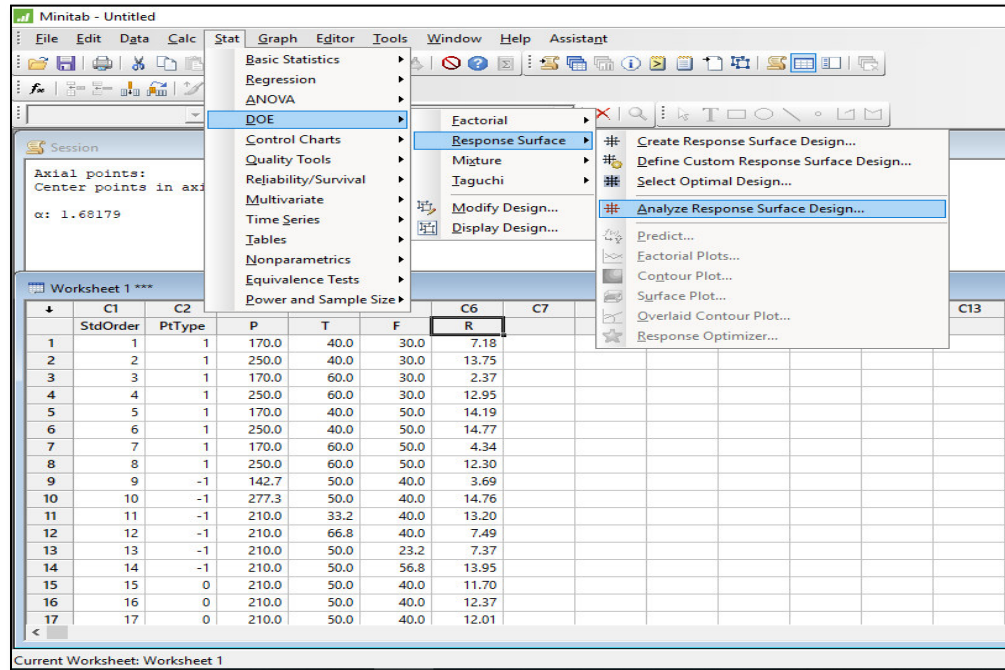 Minitab - Untitled
File Edit Data Calc Stat Graph Editor Tools Window Help Assistant
Basic Statistics
Regression
ANOVA
DOE
Control Charts
Quality Tools
Reliability/Survival
Multivariate
Time Series
Tables
Nonparametrics
Equivalence Tests
Power and Sample Size
Factorial
Response Surface
Mixture
Taguchi
Modify Design...
Display Design...
Create Response Surface Design...
Define Custom Response Surface Design...
Select Optimal Design...
Analyze Response Surface Design...
Predict...
Factorial Plots...
Contour Plot...
Surface Plot...
Overlaid Contour Plot...
Response Optimizer...
Session
Axial points:
Center points in axi
α: 1.68179
Worksheet 1 ***
C1 C2 C6 C7 C13
StdOrder PtType P T F R
1 1 1 170.0 40.0 30.0 7.18
2 2 1 250.0 40.0 30.0 13.75
3 3 1 170.0 60.0 30.0 2.37
4 4 1 250.0 60.0 30.0 12.95
5 5 1 170.0 40.0 50.0 14.19
6 6 1 250.0 40.0 50.0 14.77
7 7 1 170.0 60.0 50.0 4.34
8 8 1 250.0 60.0 50.0 12.30
9 9 -1 142.7 50.0 40.0 3.69
10 10 -1 277.3 50.0 40.0 14.76
11 11 -1 210.0 33.2 40.0 13.20
12 12 -1 210.0 66.8 40.0 7.49
13 13 -1 210.0 50.0 23.2 7.37
14 14 -1 210.0 50.0 56.8 13.95
15 15 0 210.0 50.0 40.0 11.70
16 16 0 210.0 50.0 40.0 12.37
17 17 0 210.0 50.0 40.0 12.01
Current Worksheet: Worksheet 1